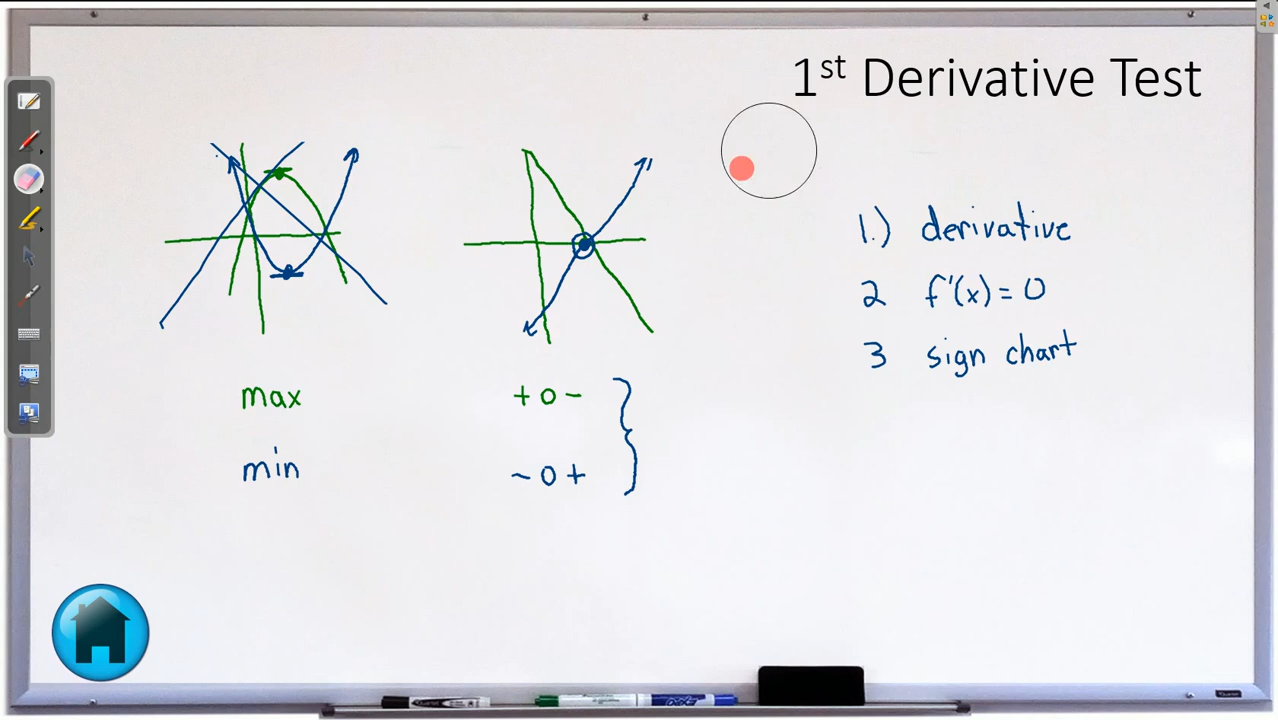 1st Derivative Test
1.) derivative
2 f'(x) = 0
3 sign chart
max + 0 -
min - 0 +